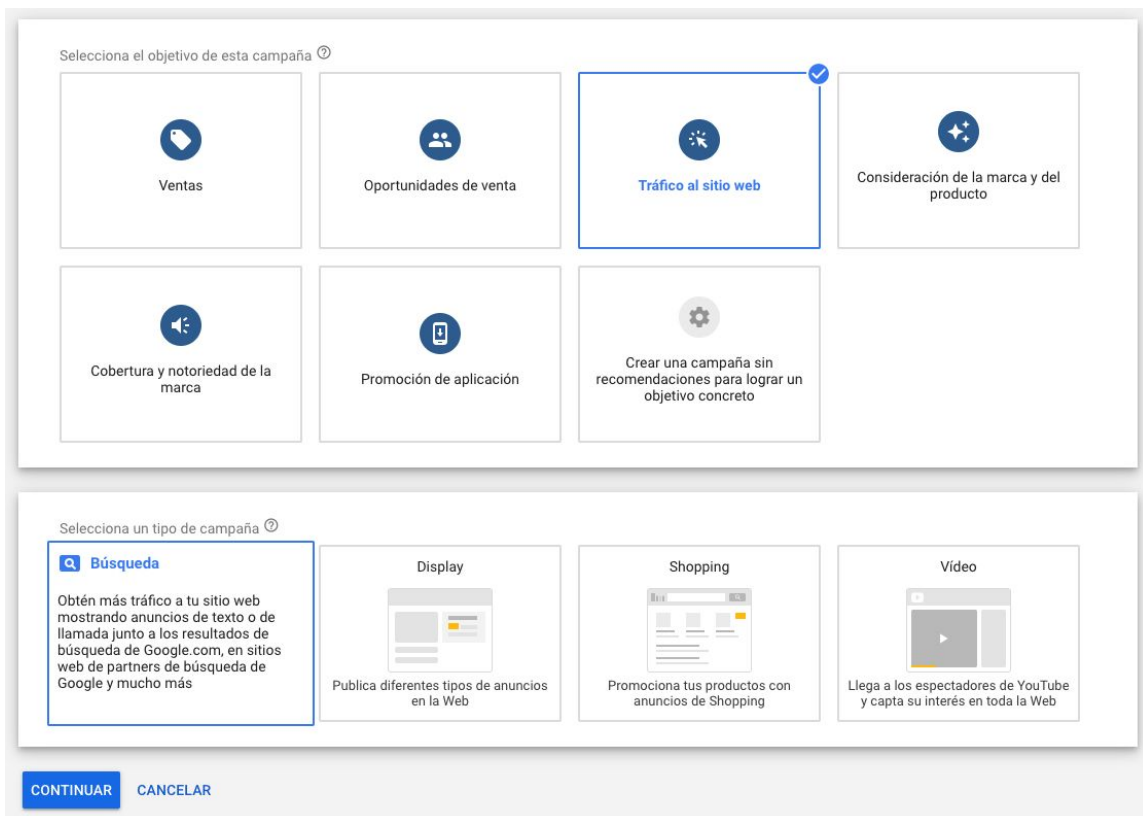 Selecciona el objetivo de esta campaña
Ventas
Oportunidades de venta
Tráfico al sitio web
Consideración de la marca y del
producto
Cobertura y notoriedad de la
marca
Promoción de aplicación
Crear una campaña sin
recomendaciones para lograr un
objetivo concreto
Selecciona un tipo de campaña
Búsqueda
Obtén más tráfico a tu sitio web
mostrando anuncios de texto o de
llamada junto a los resultados de
búsqueda de Google.com, en sitios
web de partners de búsqueda de
Google y mucho más
Display
Publica diferentes tipos de anuncios
en la Web
Shopping
Promociona tus productos con
anuncios de Shopping
Vídeo
Llega a los espectadores de YouTube
y capta su interés en toda la Web
CONTINUAR
CANCELAR